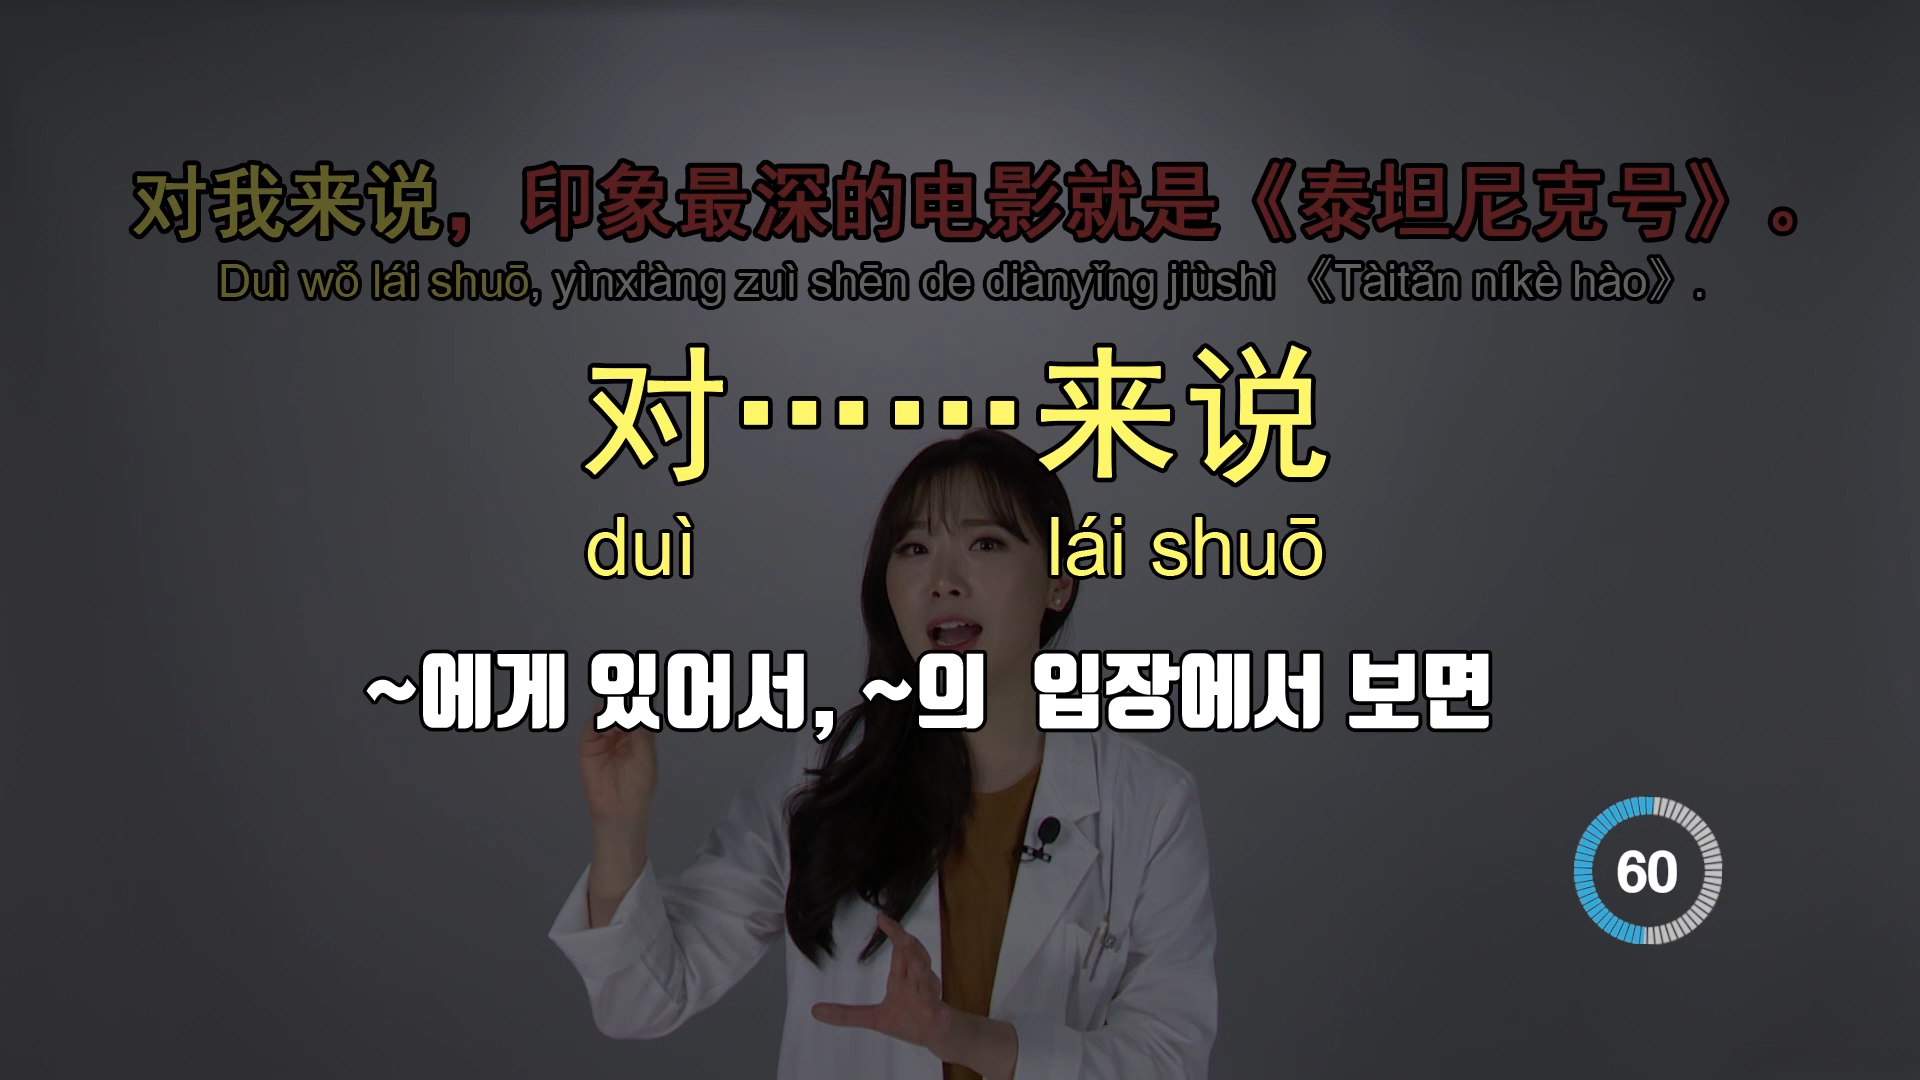 对我来说，印象最深的电影就是《泰坦尼克号》。
Duì wǒ lái shuō, yìnxiàng zuì shēn de diànyǐng jiùshì 《Tàitǎn níkè hào》.
对……来说
duì lái shuō
~에게 있어서, ~의 입장에서 보면
60